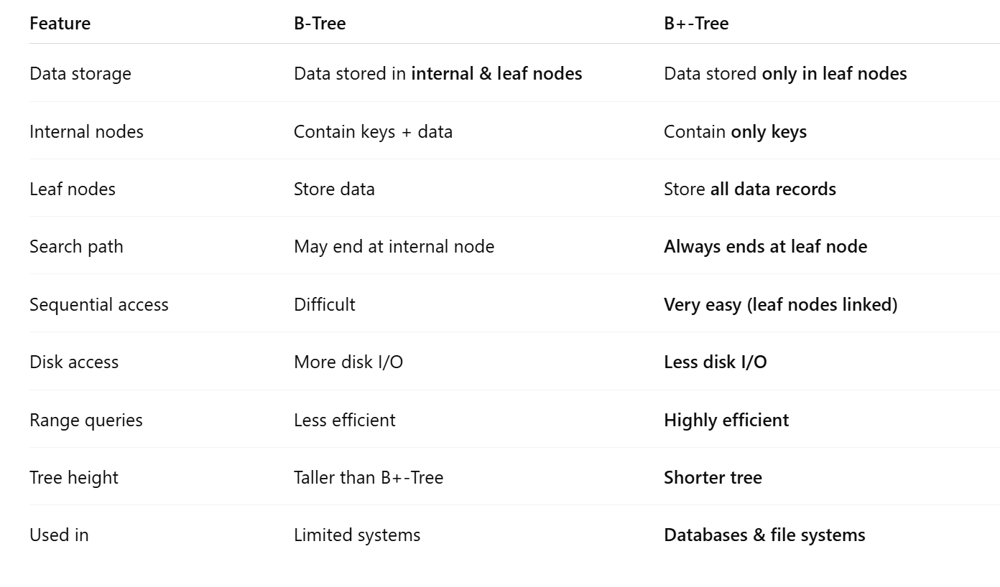 Feature B-Tree B+-Tree
Data storage Data stored in internal & leaf nodes Data stored only in leaf nodes
Internal nodes Contain keys + data Contain only keys
Leaf nodes Store data Store all data records
Search path May end at internal node Always ends at leaf node
Sequential access Difficult Very easy (leaf nodes linked)
Disk access More disk I/O Less disk I/O
Range queries Less efficient Highly efficient
Tree height Taller than B+-Tree Shorter tree
Used in Limited systems Databases & file systems